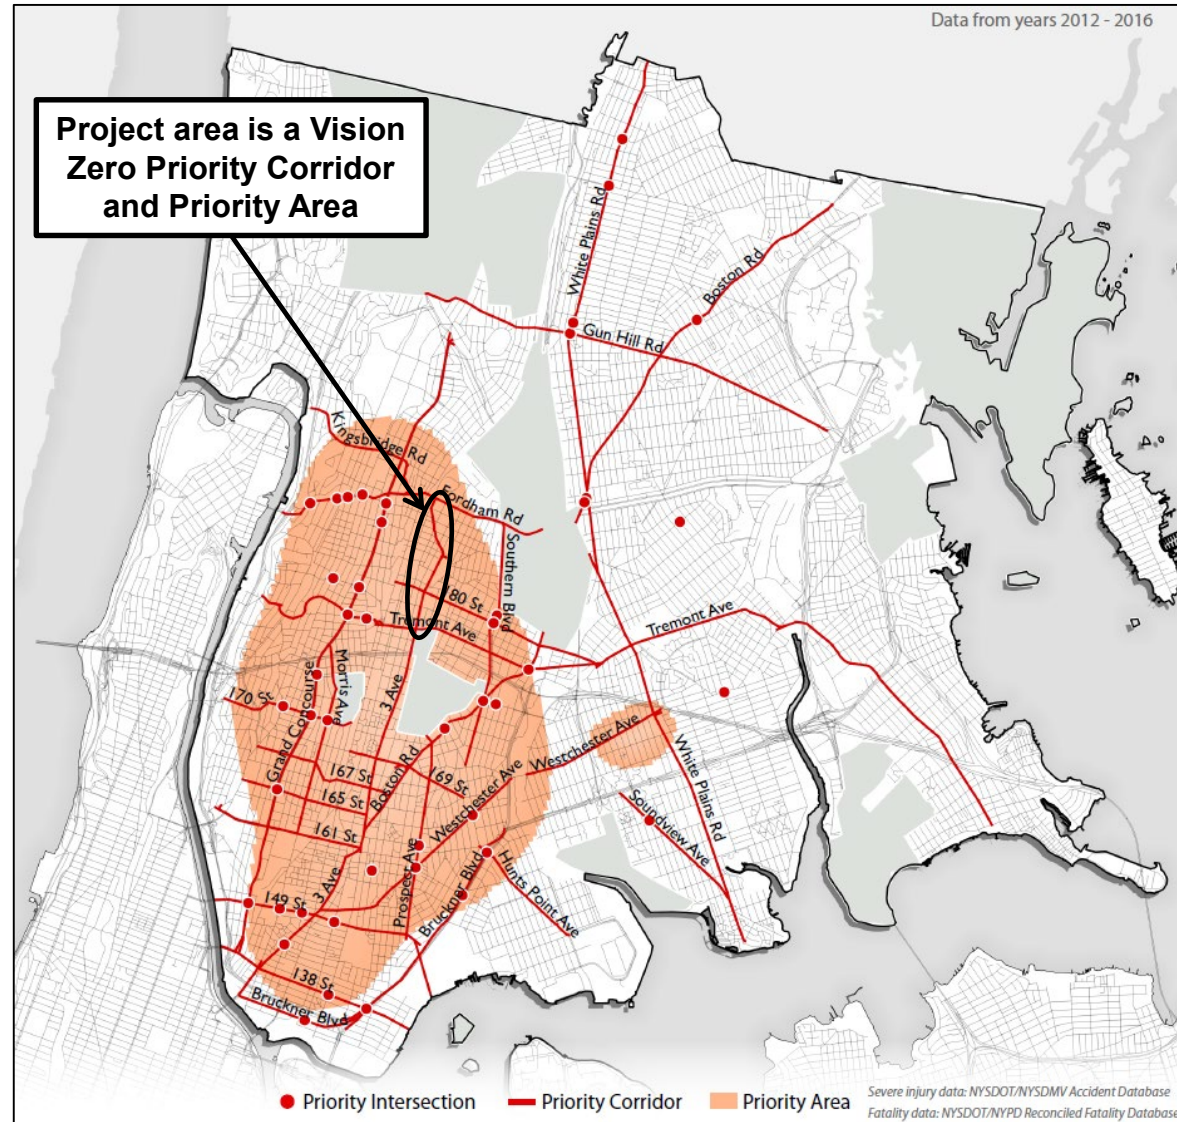 Data from years 2012 - 2016
Project area is a Vision
Zero Priority Corridor
and Priority Area
White Plains Rd
Boston Rd
Gun Hill Rd
Kingsbridge Rd
Fordham Rd
Southern Blvd
180 St
Tremont Ave
Tremont Ave
Morris Ave
170 St
Grand Concourse
3 Ave
Boston Rd
167 St
169 St
165 St
161 St
Westchester Ave
Westchester Ave
White Plains Rd
Soundview Ave
3 Ave
Prospect Ave
Bruckner Blvd
Hunts Point Ave
149 St
138 St
Bruckner Blvd
Priority Intersection
Priority Corridor
Priority Area
Severe injury data: NYSDOT/NYSDMV Accident Database
Fatality data: NYSDOT/NYPD Reconciled Fatality Database